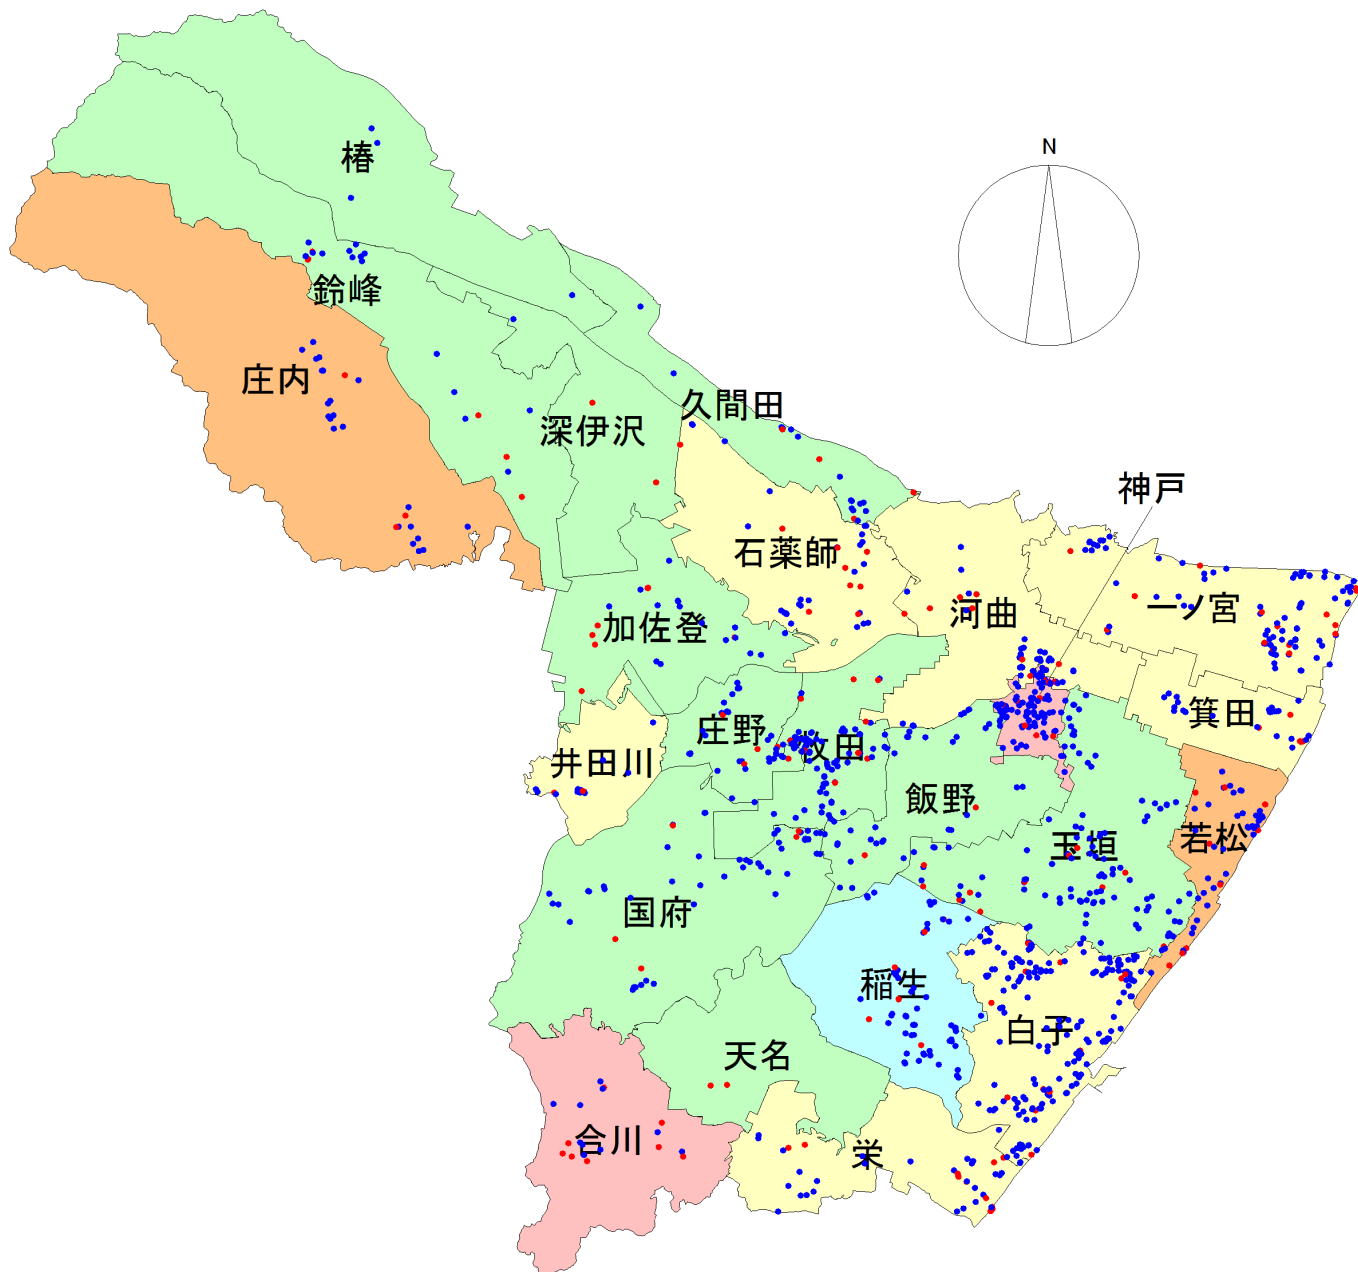 N
椿
鈴峰
庄内
久間田
深伊沢
神戸
石薬師
河曲
一ノ宮
加佐登
箕田
庄野
牧田
井田川
飯野
玉垣
若松
国府
稲生
白子
天名
合川
栄